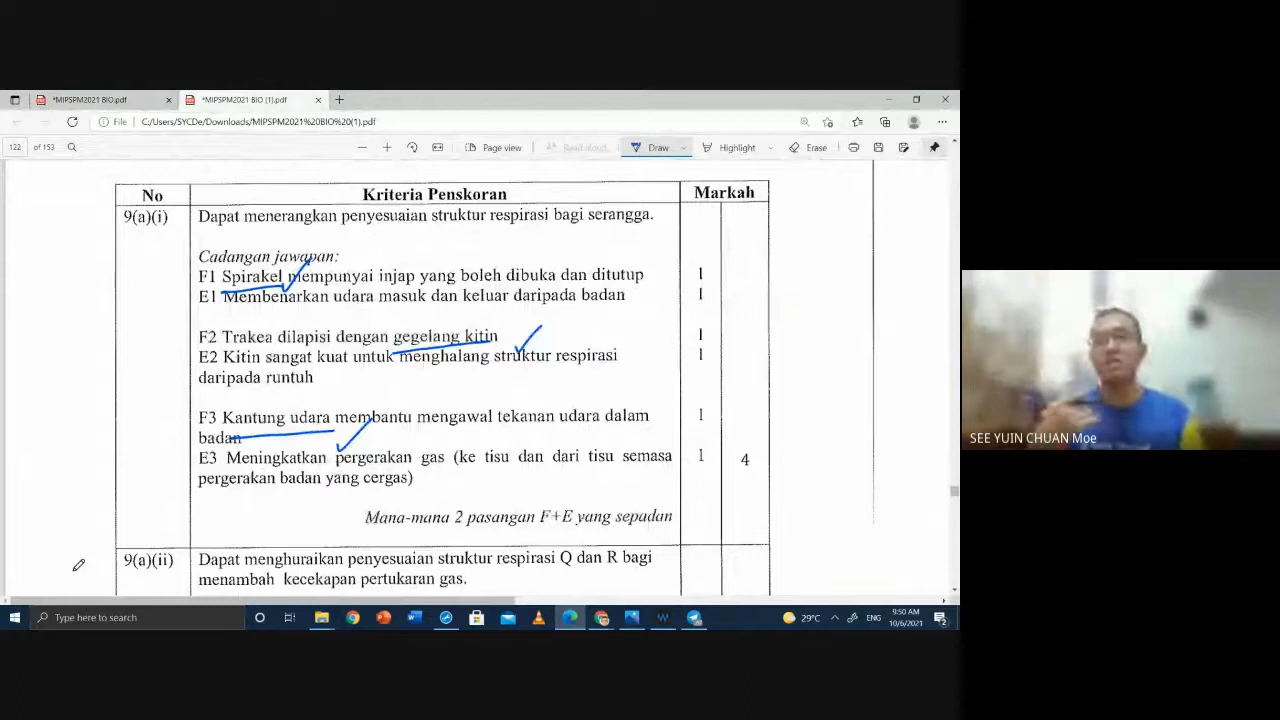 *MIPSPM2021 BIO.pdf
*MIPSPM2021 BIO (1).pdf
File
C:/Users/SYCDe/Downloads/MIPSPM2021%20BIO%20(1).pdf
122 of 153
Page view
Read aloud
Draw
Highlight
Erase
No Kriteria Penskoran Markah
9(a)(i) Dapat menerangkan penyesuaian struktur respirasi bagi serangga.
Cadangan jawapan:
F1 Spirakel mempunyai injap yang boleh dibuka dan ditutup 1
E1 Membenarkan udara masuk dan keluar daripada badan 1
F2 Trakea dilapisi dengan gegelang kitin 1
E2 Kitin sangat kuat untuk menghalang struktur respirasi 1
daripada runtuh
F3 Kantung udara membantu mengawal tekanan udara dalam 1
badan
E3 Meningkatkan pergerakan gas (ke tisu dan dari tisu semasa 1 4
pergerakan badan yang cergas)
Mana-mana 2 pasangan F+E yang sepadan
9(a)(ii) Dapat menghuraikan penyesuaian struktur respirasi Q dan R bagi
menambah kecekapan pertukaran gas.
SEE YUIN CHUAN Moe
Type here to search
29°C
ENG
9:50 AM
10/6/2021
2